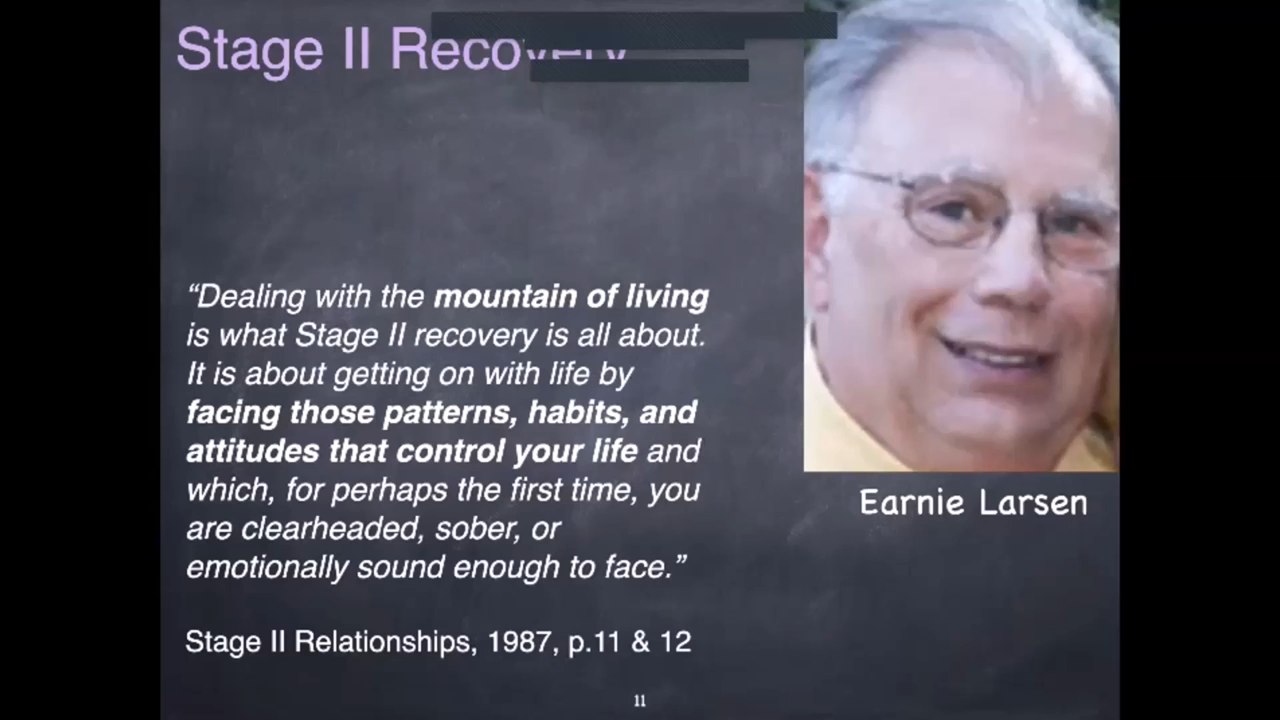 Stage II Recovery
“Dealing with the mountain of living
is what Stage II recovery is all about.
It is about getting on with life by
facing those patterns, habits, and
attitudes that control your life and
which, for perhaps the first time, you
are clearheaded, sober, or
emotionally sound enough to face.”
Stage II Relationships, 1987, p.11 & 12
Earnie Larsen
11